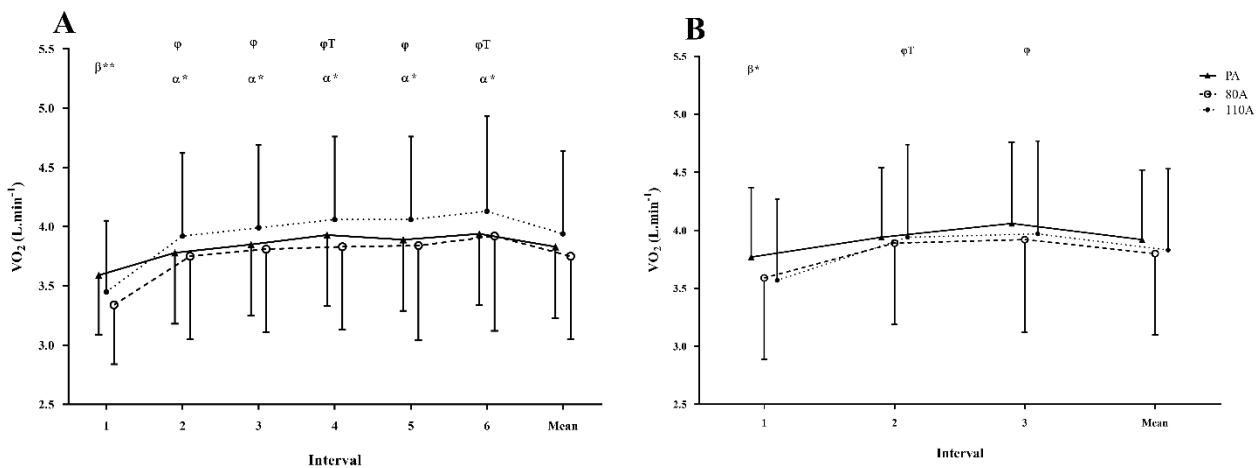 A
φ φ φT φ φT
β** α* α* α* α* α*
5.5
5.0
4.5
4.0
3.5
3.0
2.5
VO₂ (L.min⁻¹)
1 2 3 4 5 6 Mean
Interval
B
φT φ
β*
5.5
5.0
4.5
4.0
3.5
3.0
2.5
VO₂ (L.min⁻¹)
1 2 3 Mean
Interval
PA
80A
110A